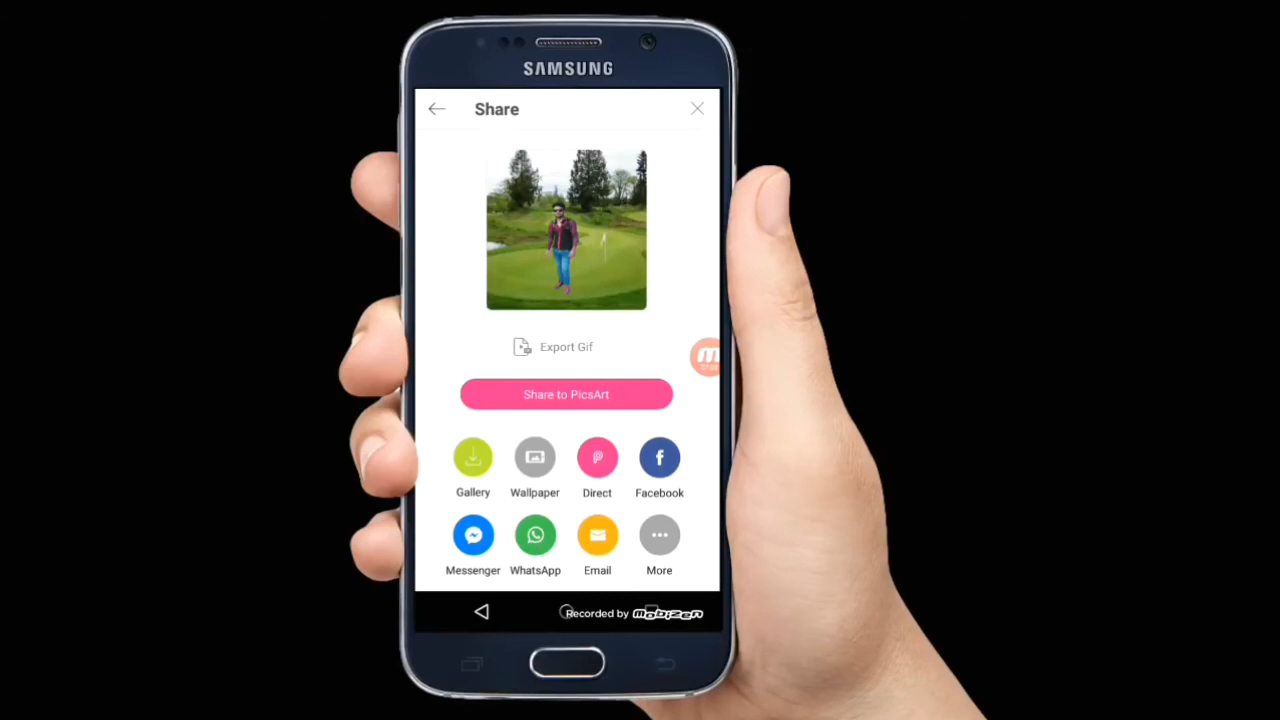 SAMSUNG
Share
Export Gif
Share to PicsArt
Gallery
Wallpaper
Direct
Facebook
Messenger
WhatsApp
Email
More
Recorded by mobizen